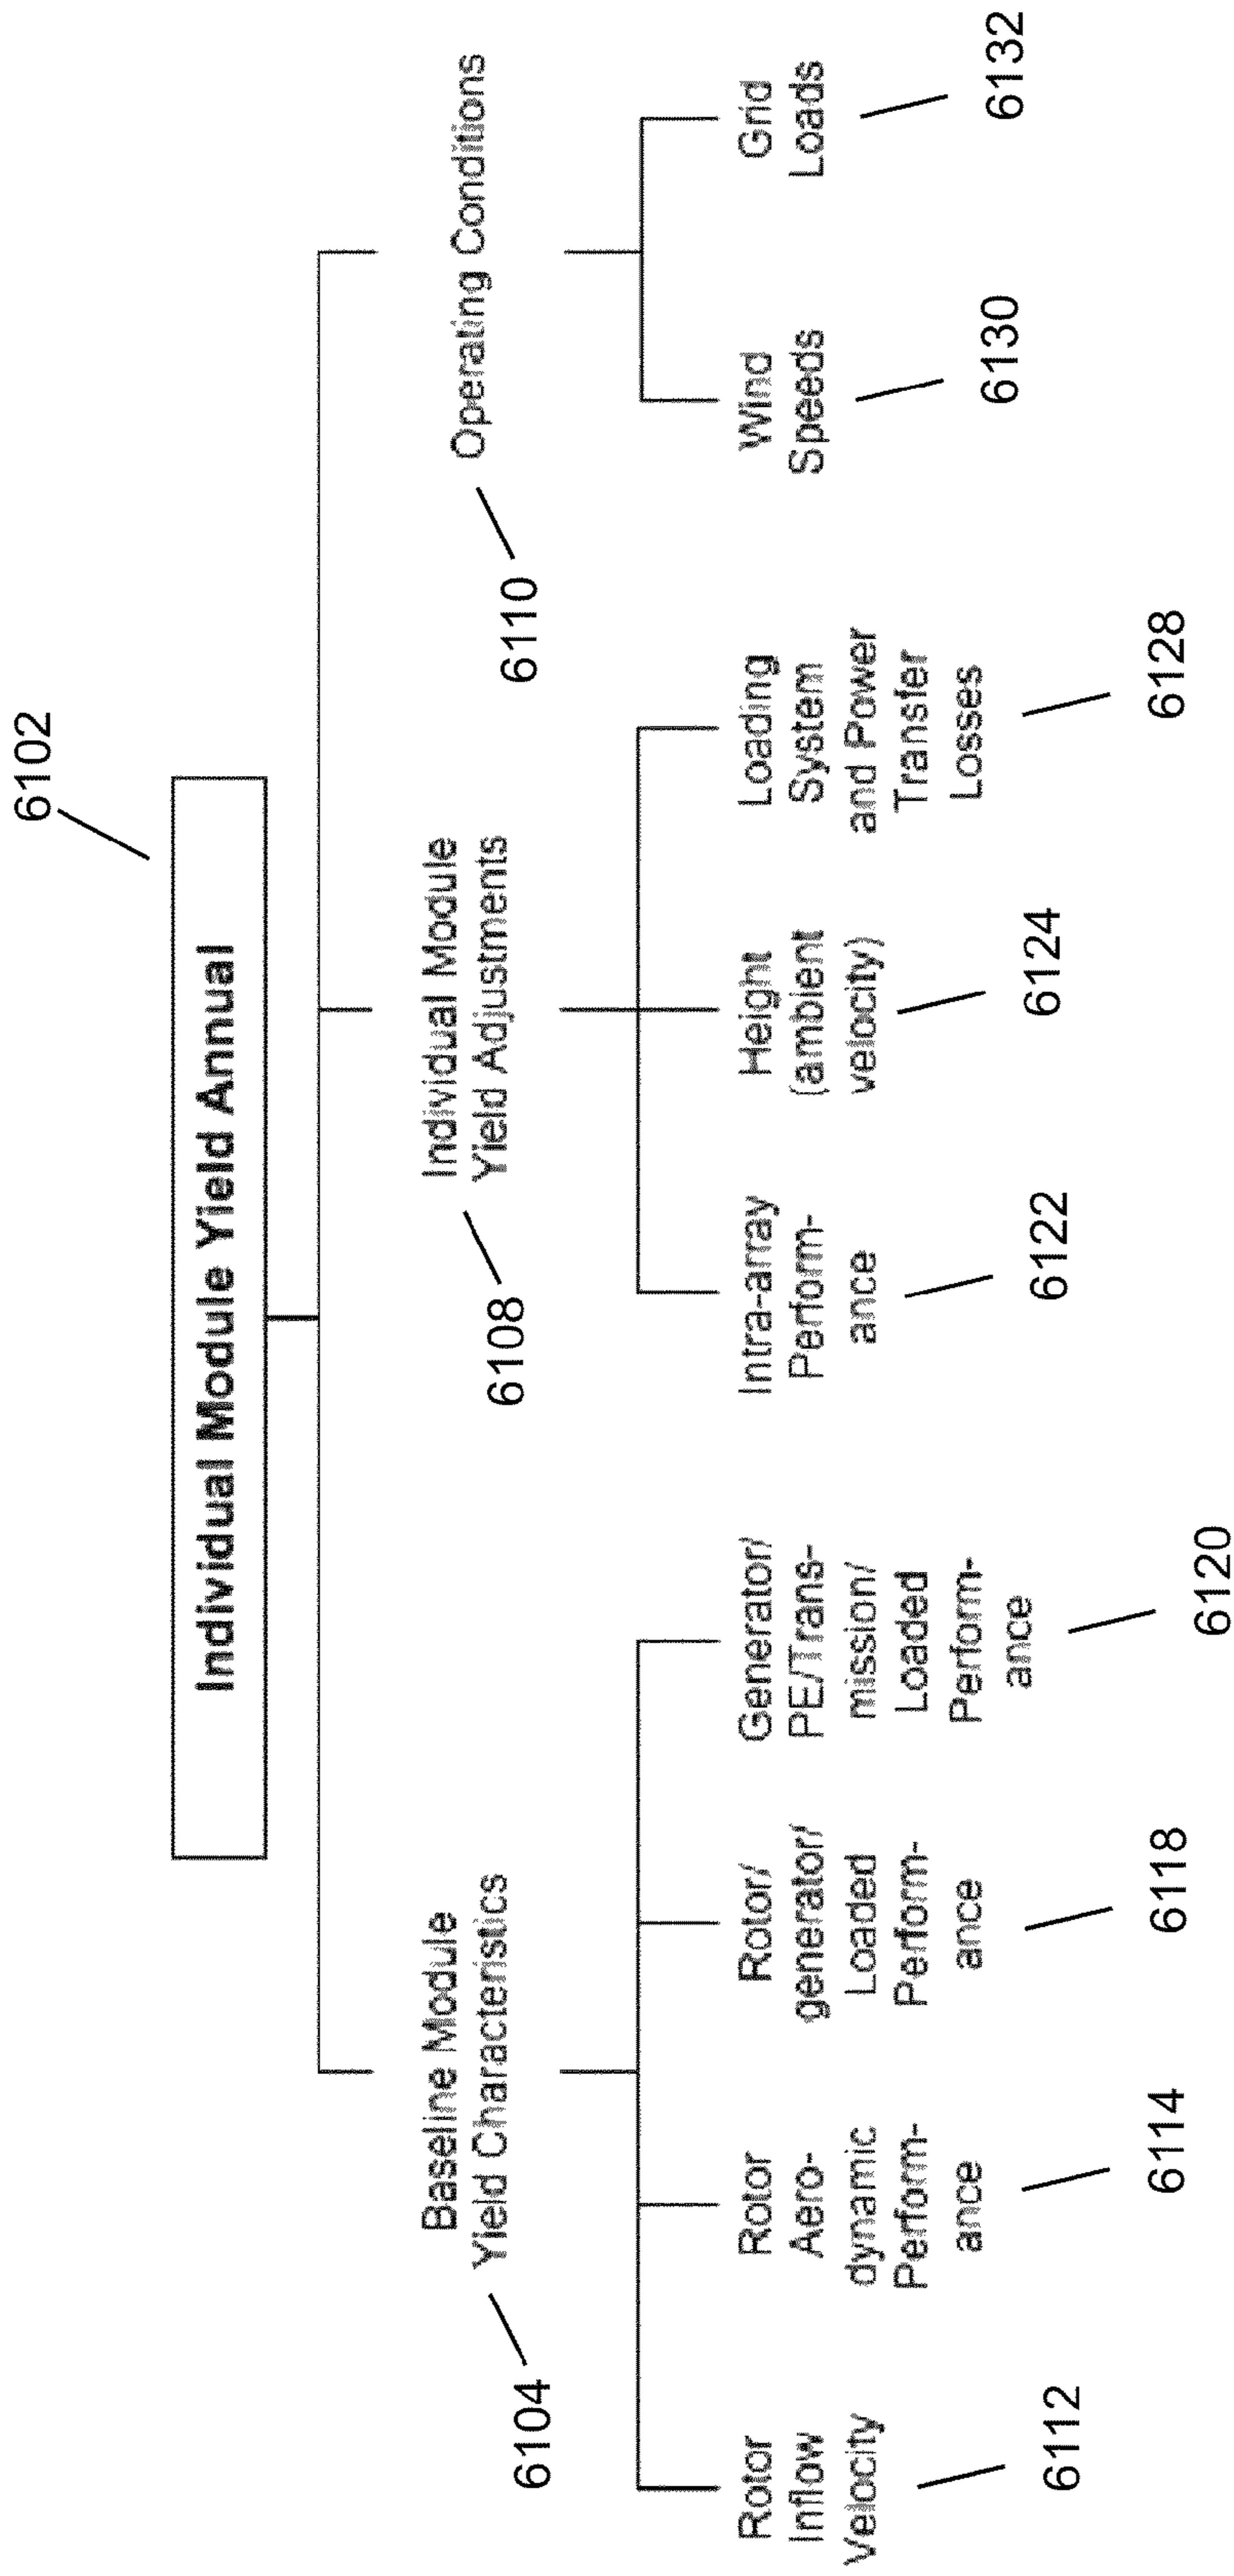 6102
Individual Module Yield Annual
Baseline Module
Yield Characteristics
6104
Individual Module
Yield Adjustments
6108
Operating Conditions
6110
Rotor
Inflow
Velocity
6112
Rotor
Aero-
dynamic
Perform-
ance
6114
Rotor/
generator/
Loaded
Perform-
ance
6118
Generator/
PE/Trans-
mission/
Loaded
Perform-
ance
6120
Intra-array
Perform-
ance
6122
Height
(ambient
velocity)
6124
Loading
System
and Power
Transfer
Losses
6128
Wind
Speeds
6130
Grid
Loads
6132